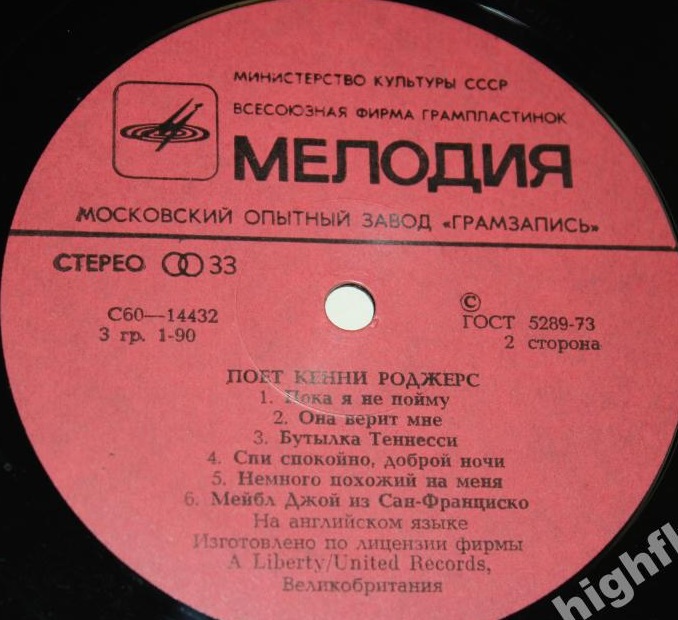 МИНИСТЕРСТВО КУЛЬТУРЫ СССР
ВСЕСОЮЗНАЯ ФИРМА ГРАМПЛАСТИНОК
МЕЛОДИЯ
МОСКОВСКИЙ ОПЫТНЫЙ ЗАВОД «ГРАМЗАПИСЬ»
СТЕРЕО 33
С60—14432
3 гр. 1-90
©
ГОСТ 5289-73
2 сторона
ПОЕТ КЕННИ РОДЖЕРС
1. Пока я не пойму
2. Она верит мне
3. Бутылка Теннесси
4. Спи спокойно, доброй ночи
5. Немного похожий на меня
6. Мейбл Джой из Сан-Франциско
На английском языке
Изготовлено по лицензии фирмы
A Liberty/United Records,
Великобритания
highfl